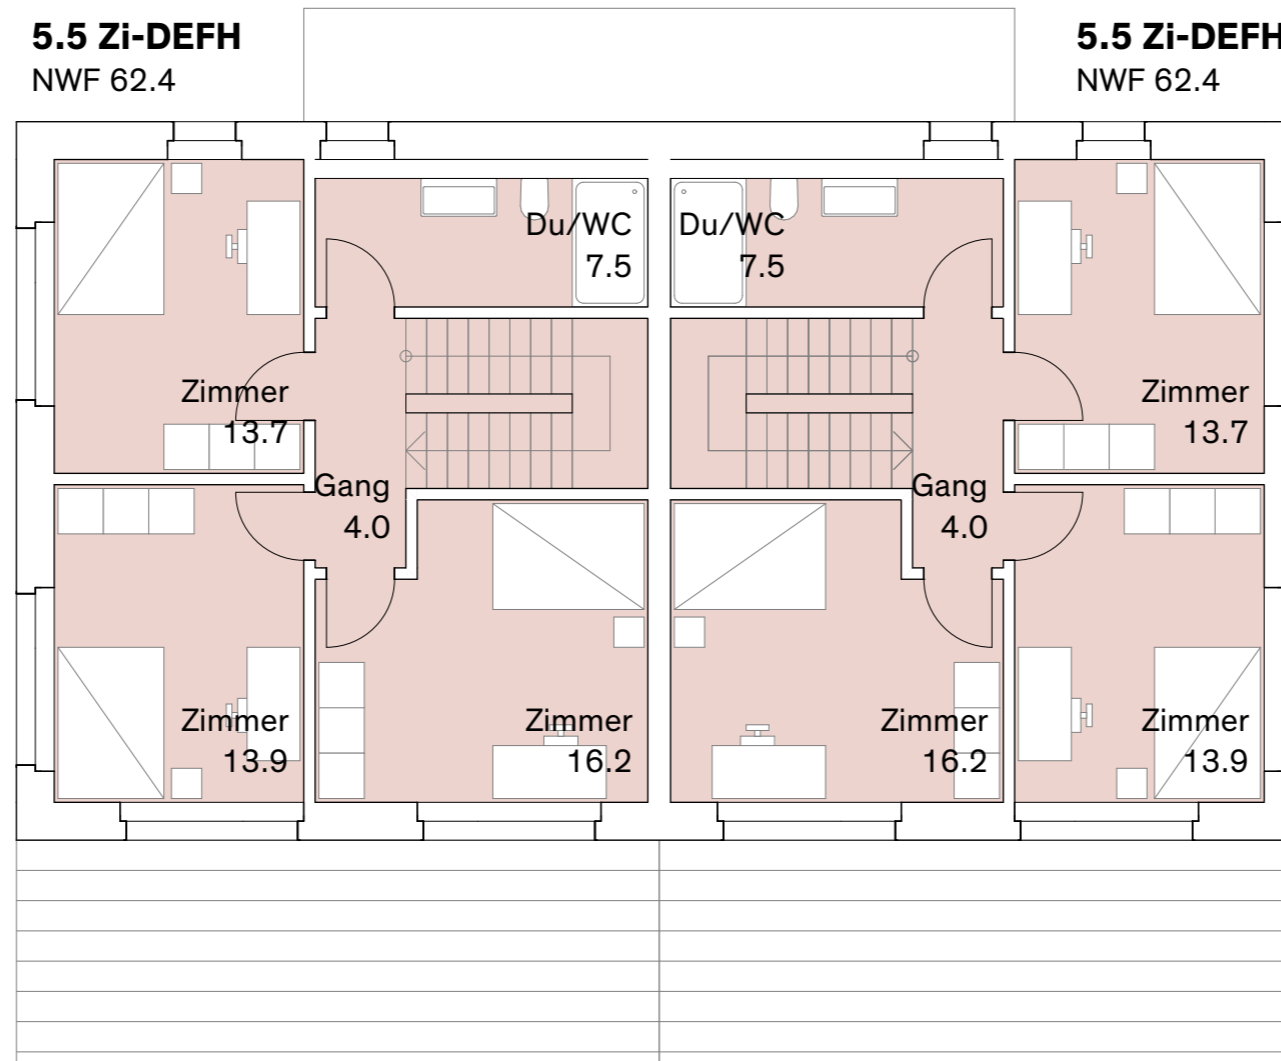 5.5 Zi-DEFH
NWF 62.4
5.5 Zi-DEFH
NWF 62.4
Du/WC
7.5
Du/WC
7.5
Zimmer
13.7
Zimmer
13.7
Gang
4.0
Gang
4.0
Zimmer
13.9
Zimmer
16.2
Zimmer
16.2
Zimmer
13.9